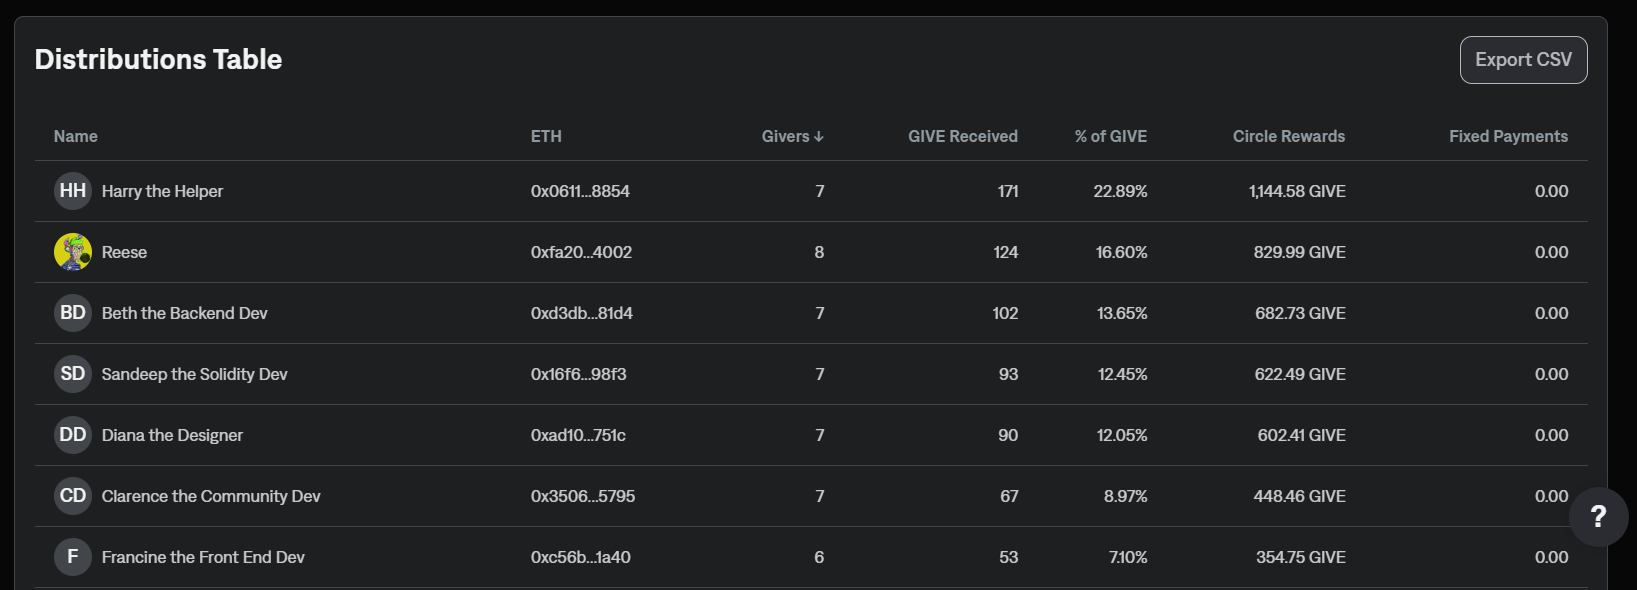 Distributions Table
Export CSV
Name ETH Givers ↓ GIVE Received % of GIVE Circle Rewards Fixed Payments
HH Harry the Helper 0x0611...8854 7 171 22.89% 1,144.58 GIVE 0.00
Reese 0xfa20...4002 8 124 16.60% 829.99 GIVE 0.00
BD Beth the Backend Dev 0xd3db...81d4 7 102 13.65% 682.73 GIVE 0.00
SD Sandeep the Solidity Dev 0x16f6...98f3 7 93 12.45% 622.49 GIVE 0.00
DD Diana the Designer 0xad10...751c 7 90 12.05% 602.41 GIVE 0.00
CD Clarence the Community Dev 0x3506...5795 7 67 8.97% 448.46 GIVE 0.00
?
F Francine the Front End Dev 0xc56b...1a40 6 53 7.10% 354.75 GIVE 0.00